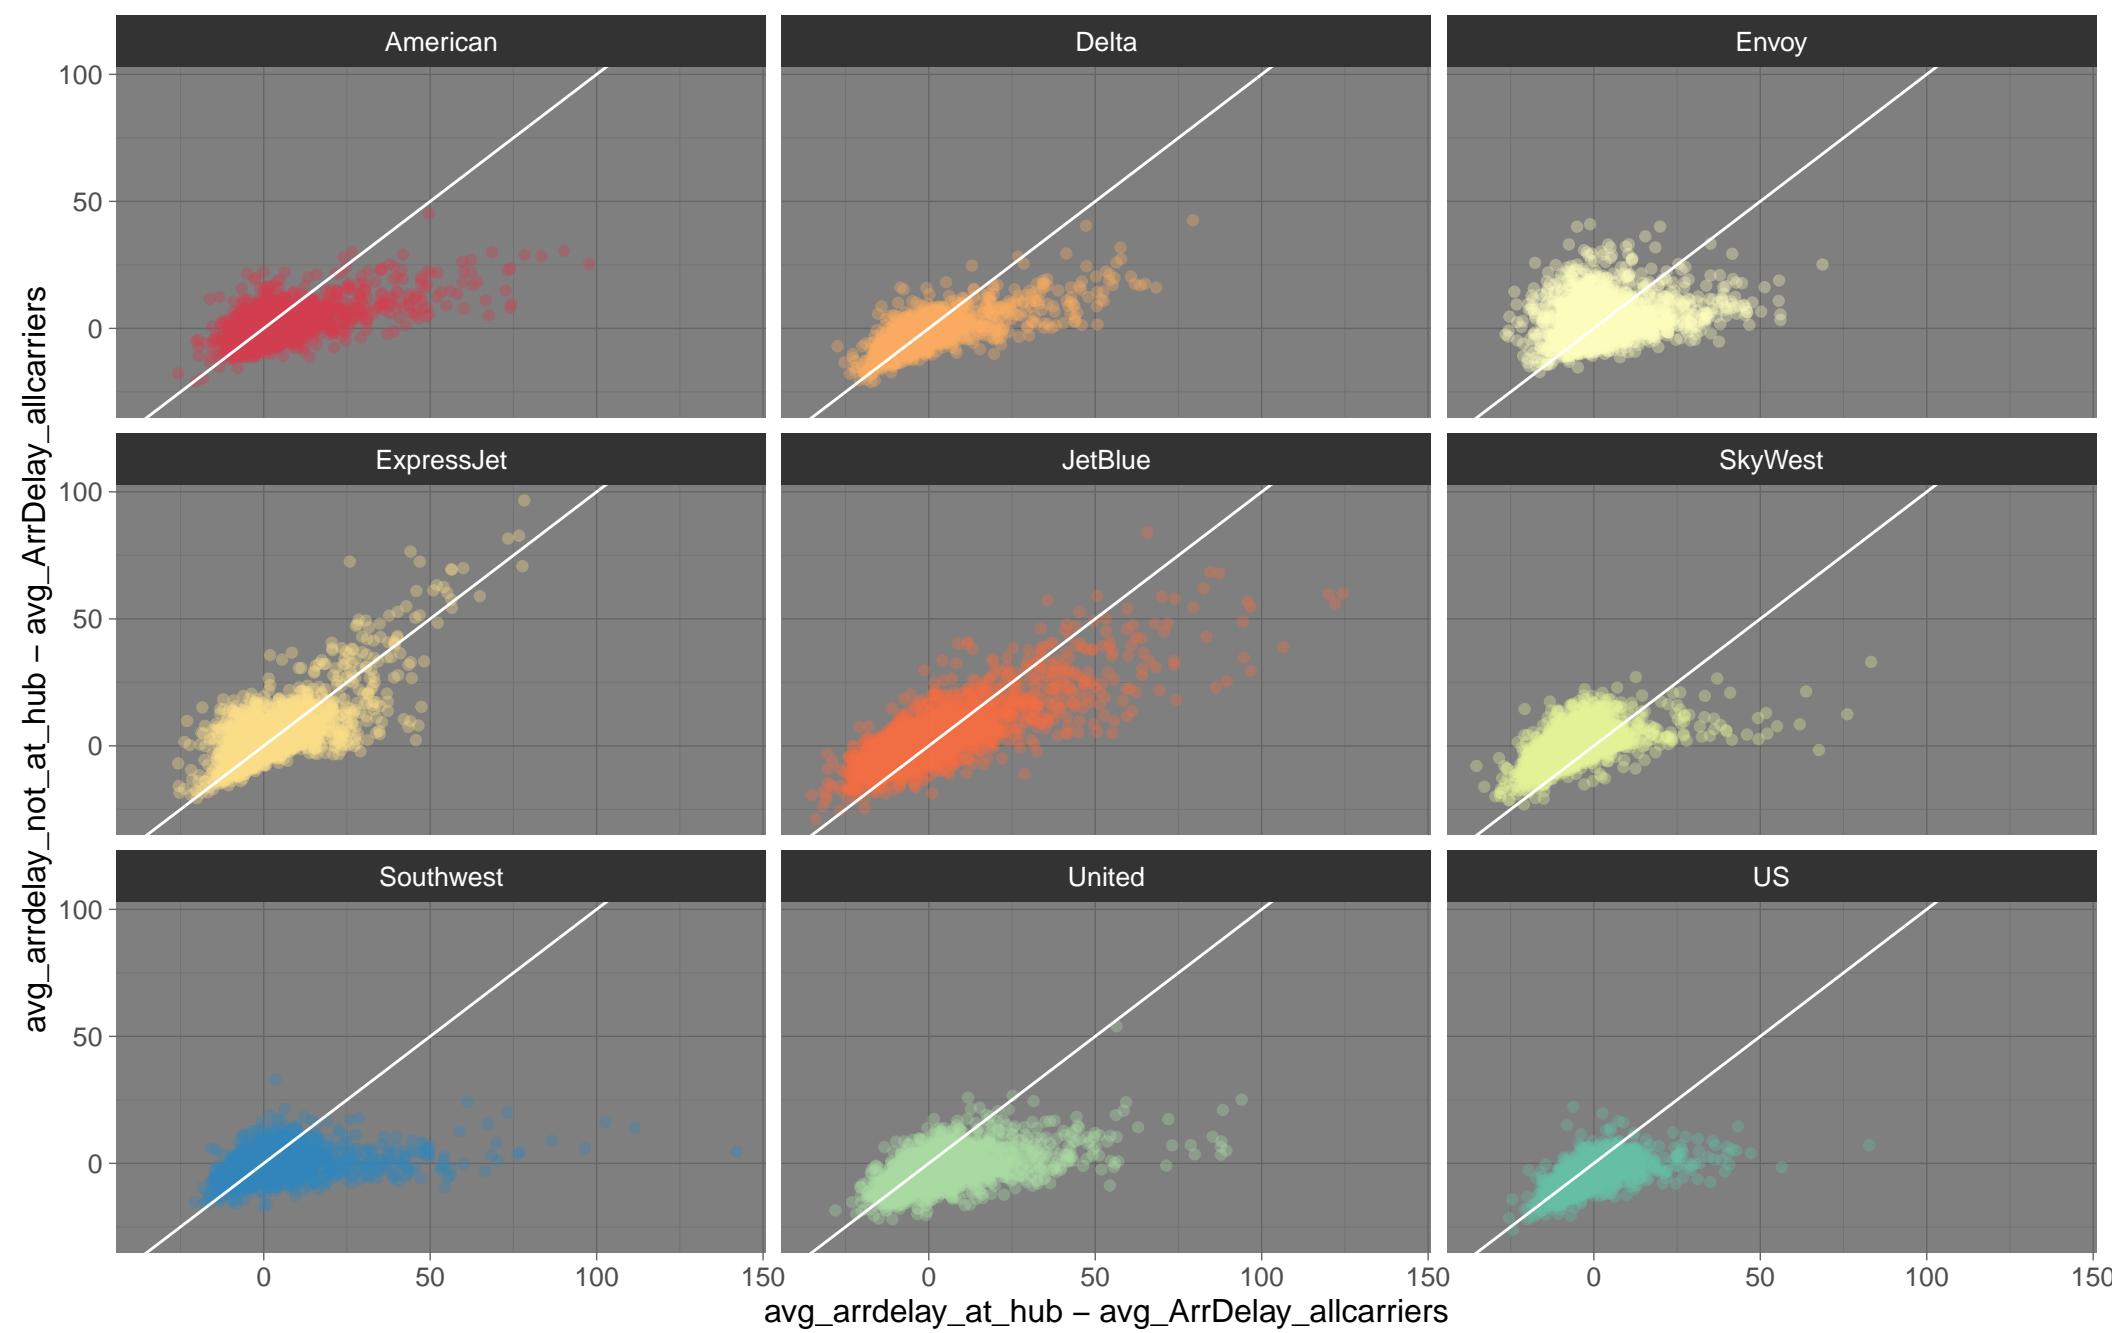 American Delta Envoy
100
50
0
ExpressJet JetBlue SkyWest
100
50
0
Southwest United US
100
50
0
0 50 100 150 0 50 100 150 0 50 100 150
avg_arrdelay_at_hub − avg_ArrDelay_allcarriers
avg_arrdelay_not_at_hub − avg_ArrDelay_allcarriers